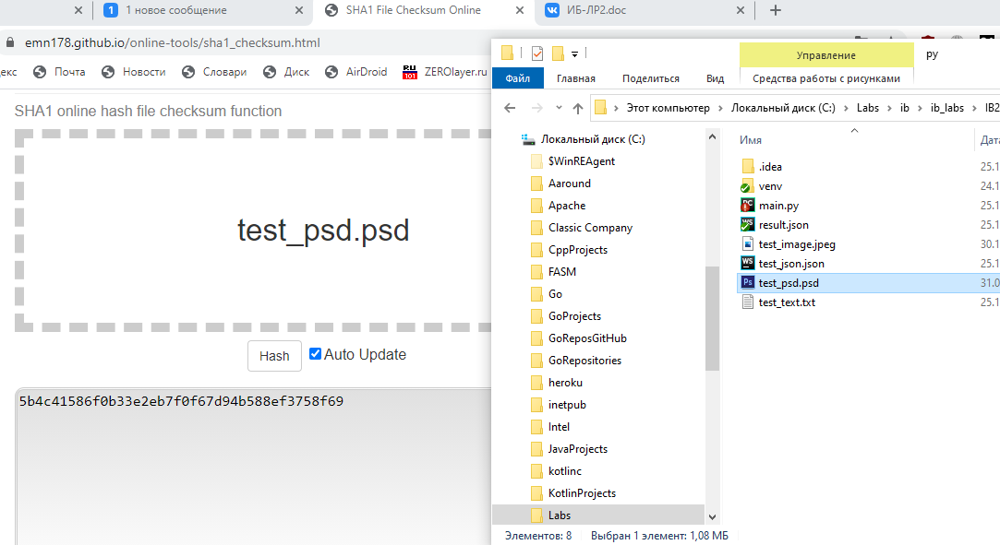 1
1 новое сообщение
SHA1 File Checksum Online
ИБ-ЛР2.doc
emn178.github.io/online-tools/sha1_checksum.html
екс
Почта
Новости
Словари
Диск
AirDroid
ZEROlayer.ru
SHA1 online hash file checksum function
test_psd.psd
Hash
Auto Update
5b4c41586f0b33e2eb7f0f67d94b588ef3758f69
Управление
py
Файл
Главная
Поделиться
Вид
Средства работы с рисунками
Этот компьютер
Локальный диск (C:)
Labs
ib
ib_labs
IB2
Локальный диск (C:)
$WinREAgent
Aaround
Apache
Classic Company
CppProjects
FASM
Go
GoProjects
GoReposGitHub
GoRepositories
heroku
inetpub
Intel
JavaProjects
kotlinc
KotlinProjects
Labs
Имя
Дата
.idea 25.1
venv 24.1
main.py 25.1
result.json 25.1
test_image.jpeg 30.1
test_json.json 25.1
test_psd.psd 31.0
test_text.txt 25.1
Элементов: 8
Выбран 1 элемент: 1,08 МБ